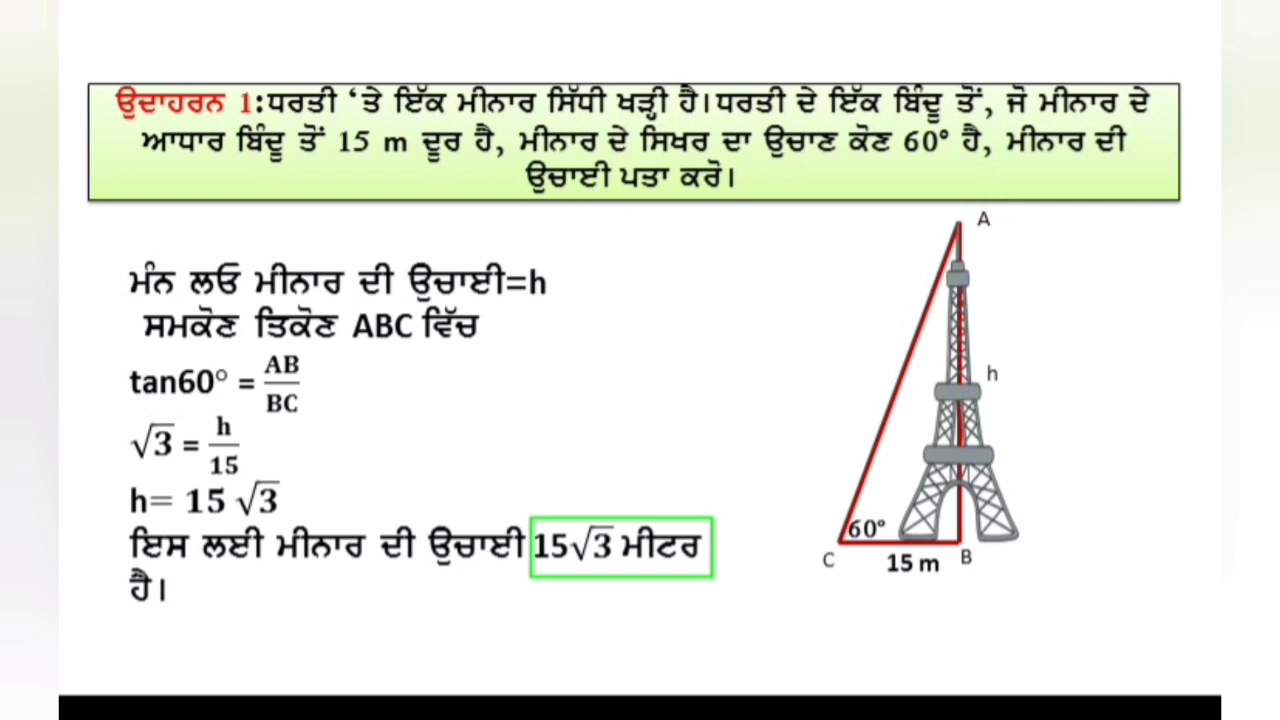 ਉਦਾਹਰਨ 1:ਧਰਤੀ ‘ਤੇ ਇੱਕ ਮੀਨਾਰ ਸਿੱਧੀ ਖੜ੍ਹੀ ਹੈ।ਧਰਤੀ ਦੇ ਇੱਕ ਬਿੰਦੂ ਤੋਂ, ਜੋ ਮੀਨਾਰ ਦੇ
ਆਧਾਰ ਬਿੰਦੂ ਤੋਂ 15 m ਦੂਰ ਹੈ, ਮੀਨਾਰ ਦੇ ਸਿਖਰ ਦਾ ਉਚਾਣ ਕੋਣ 60° ਹੈ, ਮੀਨਾਰ ਦੀ
ਉਚਾਈ ਪਤਾ ਕਰੋ।
ਮੰਨ ਲਓ ਮੀਨਾਰ ਦੀ ਉਚਾਈ=h
ਸਮਕੋਣ ਤਿਕੋਣ ABC ਵਿੱਚ
tan60° = AB/BC
√3 = h/15
h= 15 √3
ਇਸ ਲਈ ਮੀਨਾਰ ਦੀ ਉਚਾਈ 15√3 ਮੀਟਰ
ਹੈ।
A
h
60°
C
15 m
B